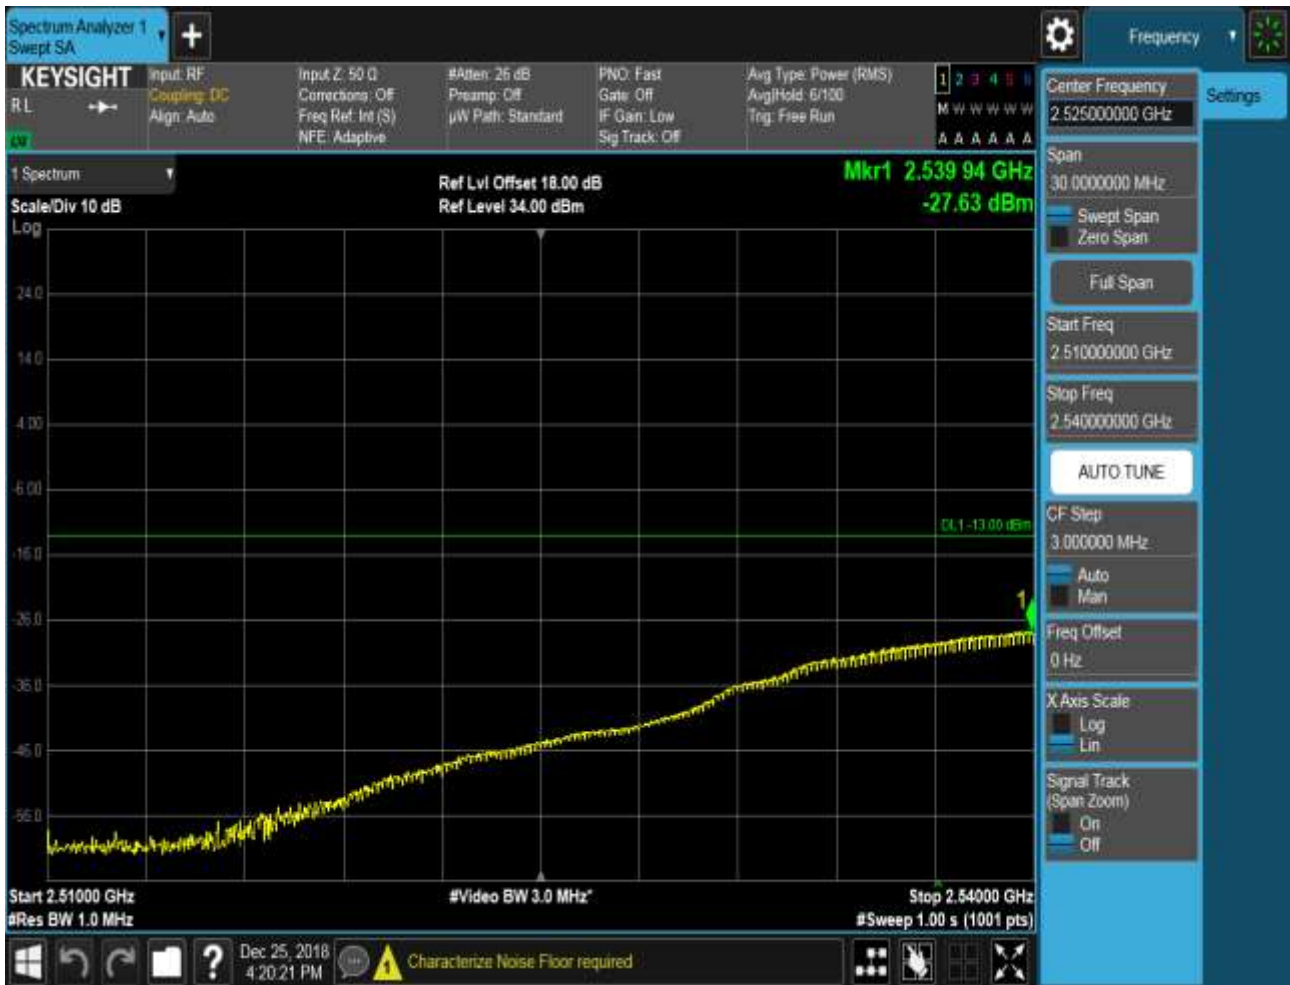 Spectrum Analyzer 1
Swept SA
Frequency
KEYSIGHT
R L
Input: RF
Coupling: DC
Align: Auto
Input Z: 50 Ω
Corrections: Off
Freq Ref: Int (S)
NFE: Adaptive
#Atten: 26 dB
Preamp: Off
µW Path: Standard
PNO: Fast
Gate: Off
IF Gain: Low
Sig Track: Off
Avg Type: Power (RMS)
Avg|Hold: 6/100
Trig: Free Run
1 2 3 4 5 6
M W W W W W
A A A A A A
1 Spectrum
Scale/Div 10 dB
Log
Ref Lvl Offset 18.00 dB
Ref Level 34.00 dBm
Mkr1 2.539 94 GHz
-27.63 dBm
24.0
14.0
4.00
-6.00
-16.0
-26.0
-36.0
-46.0
-56.0
DL1 -13.00 dBm
1
Start 2.51000 GHz
#Res BW 1.0 MHz
#Video BW 3.0 MHz*
Stop 2.54000 GHz
#Sweep 1.00 s (1001 pts)
Center Frequency
2.525000000 GHz
Settings
Span
30.0000000 MHz
Swept Span
Zero Span
Full Span
Start Freq
2.510000000 GHz
Stop Freq
2.540000000 GHz
AUTO TUNE
CF Step
3.000000 MHz
Auto
Man
Freq Offset
0 Hz
X Axis Scale
Log
Lin
Signal Track
(Span Zoom)
On
Off
?
Dec 25, 2018
4:20:21 PM
1
Characterize Noise Floor required